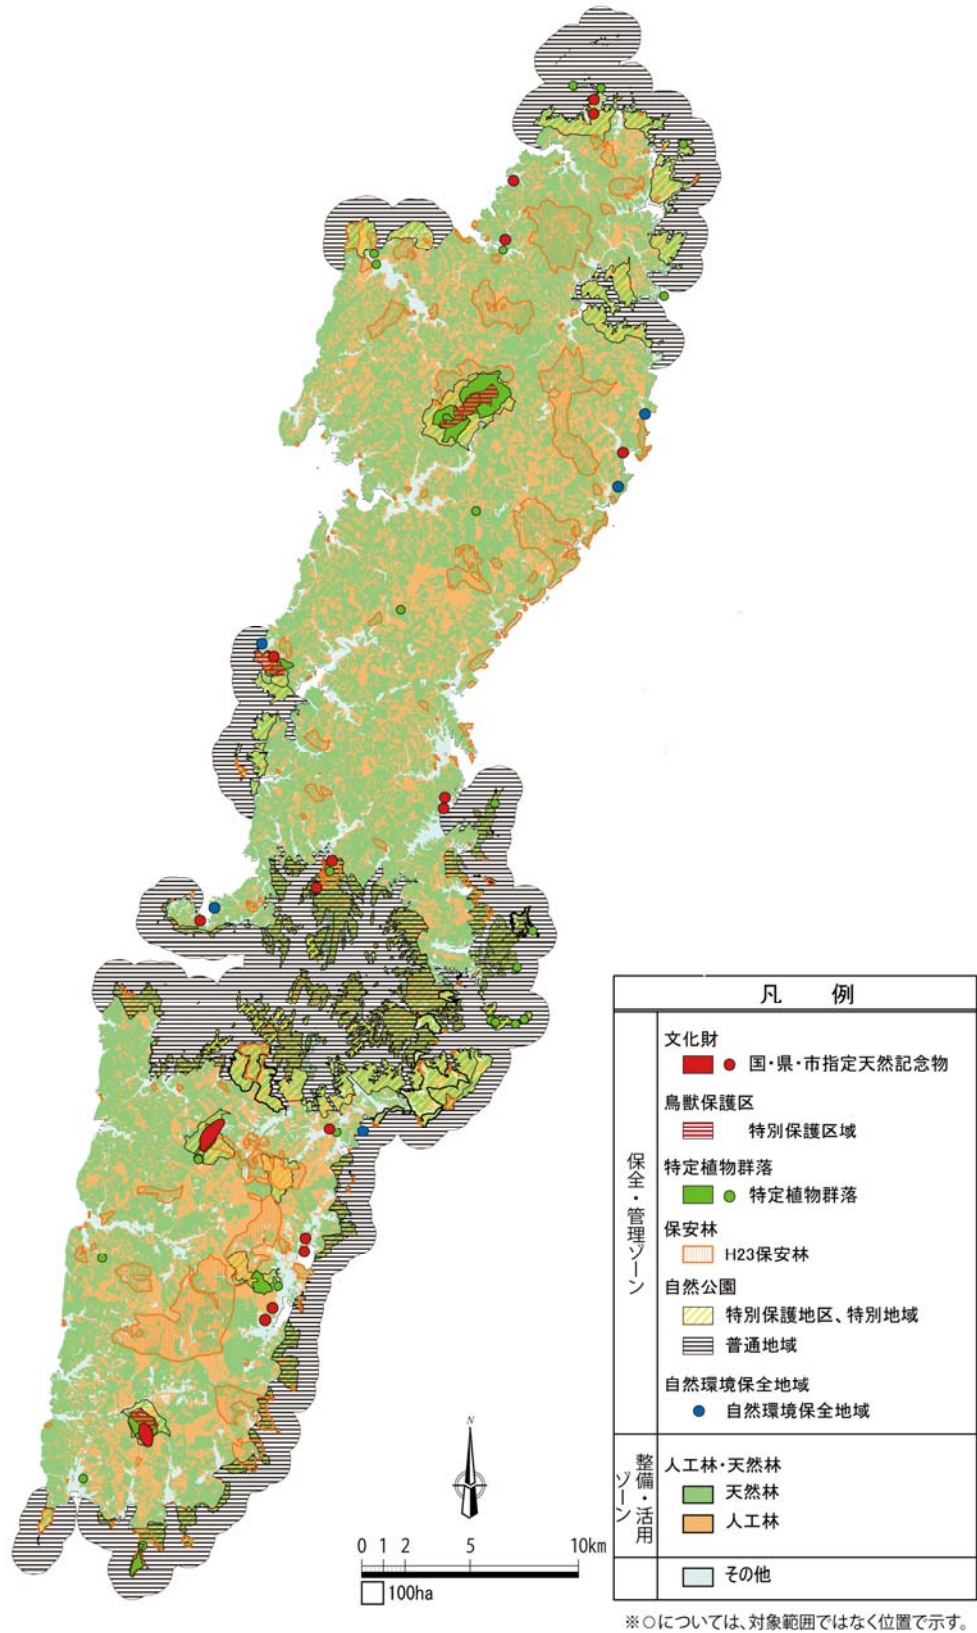 N
0 1 2 5 10km
100ha
凡 例
保全・管理ゾーン
文化財
国・県・市指定天然記念物
鳥獣保護区
特別保護区域
特定植物群落
特定植物群落
保安林
H23保安林
自然公園
特別保護地区、特別地域
普通地域
自然環境保全地域
自然環境保全地域
整備・活用
ゾーン
人工林・天然林
天然林
人工林
その他
※○については、対象範囲ではなく位置で示す。